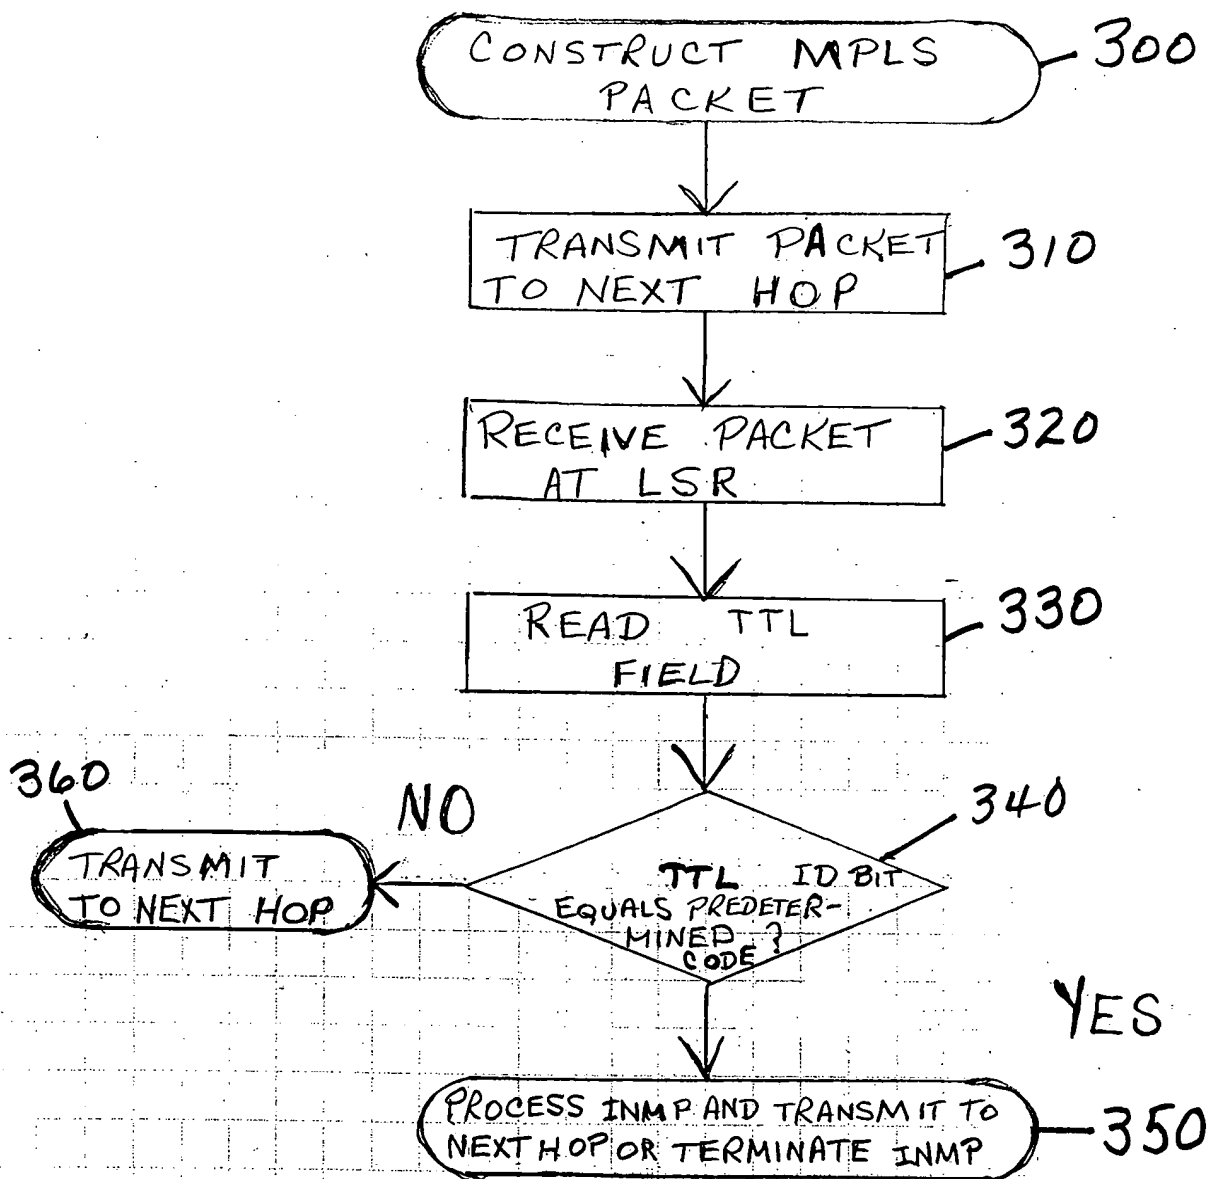 CONSTRUCT MPLS
PACKET
300
TRANSMIT PACKET
TO NEXT HOP
310
RECEIVE PACKET
AT LSR
320
READ TTL
FIELD
330
360
NO
340
TRANSMIT
TO NEXT HOP
TTL ID BIT
EQUALS PREDETER-
MINED ?
CODE
YES
PROCESS INMP AND TRANSMIT TO
NEXT HOP OR TERMINATE INMP
350